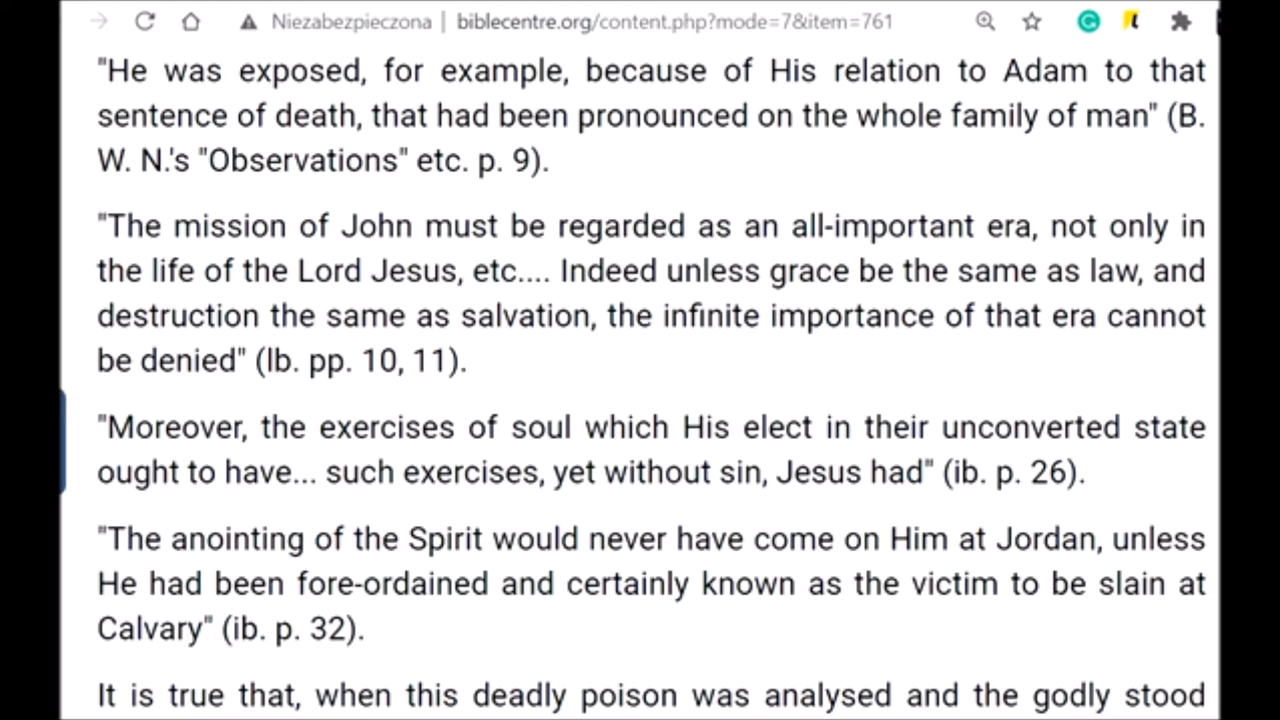 Niezabezpieczona | biblecentre.org/content.php?mode=7&item=761
"He was exposed, for example, because of His relation to Adam to that
sentence of death, that had been pronounced on the whole family of man" (B.
W. N.'s "Observations" etc. p. 9).
"The mission of John must be regarded as an all-important era, not only in
the life of the Lord Jesus, etc.... Indeed unless grace be the same as law, and
destruction the same as salvation, the infinite importance of that era cannot
be denied" (lb. pp. 10, 11).
"Moreover, the exercises of soul which His elect in their unconverted state
ought to have... such exercises, yet without sin, Jesus had" (ib. p. 26).
"The anointing of the Spirit would never have come on Him at Jordan, unless
He had been fore-ordained and certainly known as the victim to be slain at
Calvary" (ib. p. 32).
It is true that, when this deadly poison was analysed and the godly stood